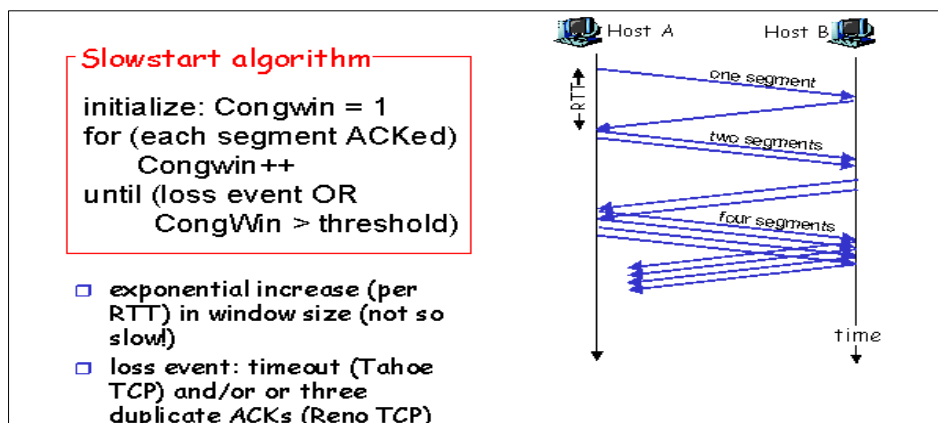 Slowstart algorithm
initialize: Congwin = 1
for (each segment ACKed)
Congwin++
until (loss event OR
CongWin > threshold)
exponential increase (per
RTT) in window size (not so
slow!)
loss event: timeout (Tahoe
TCP) and/or or three
duplicate ACKs (Reno TCP)
Host A
Host B
RTT
one segment
two segments
four segments
time